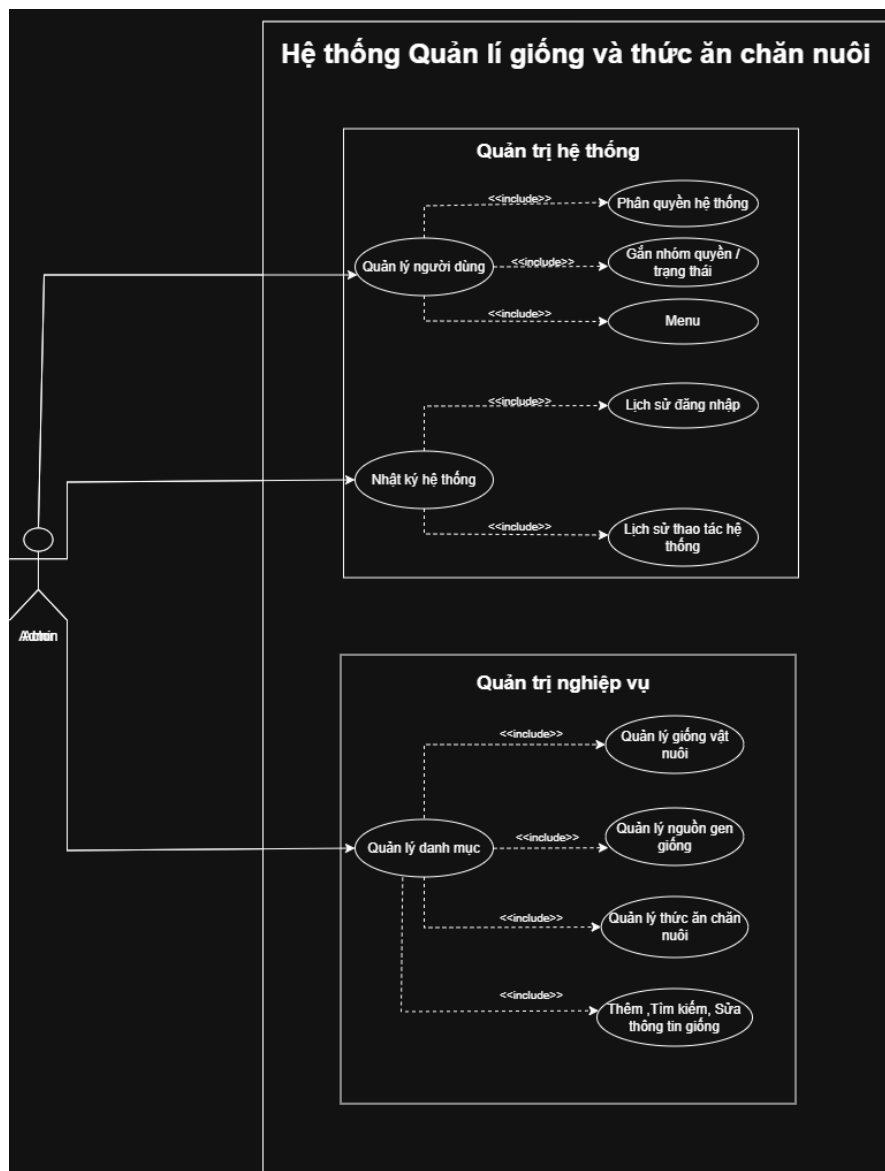 Hệ thống Quản lí giống và thức ăn chăn nuôi
Quản trị hệ thống
<<include>>
Phân quyền hệ thống
Quản lý người dùng
<<include>>
Gắn nhóm quyền /
trạng thái
<<include>>
Menu
<<include>>
Lịch sử đăng nhập
Nhật ký hệ thống
<<include>>
Lịch sử thao tác hệ
thống
Admin
Quản trị nghiệp vụ
<<include>>
Quản lý giống vật
nuôi
Quản lý danh mục
<<include>>
Quản lý nguồn gen
giống
<<include>>
Quản lý thức ăn chăn
nuôi
<<include>>
Thêm ,Tìm kiếm, Sửa
thông tin giống